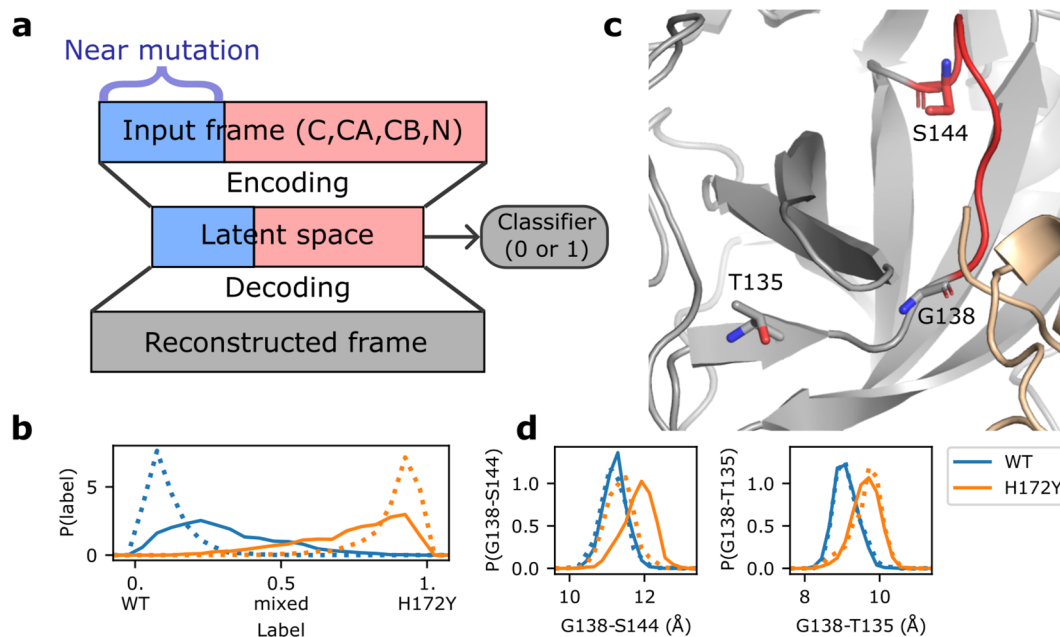 a
Near mutation
Input frame (C,CA,CB,N)
Encoding
Latent space
Classifier
(0 or 1)
Decoding
Reconstructed frame
c
S144
T135
G138
b
P(label)
5
0
0.
0.5
1.
WT
mixed
H172Y
Label
d
P(G138-S144)
1.0
0.5
0.0
10
12
G138-S144 (Å)
P(G138-T135)
1.0
0.5
0.0
8
10
G138-T135 (Å)
WT
H172Y